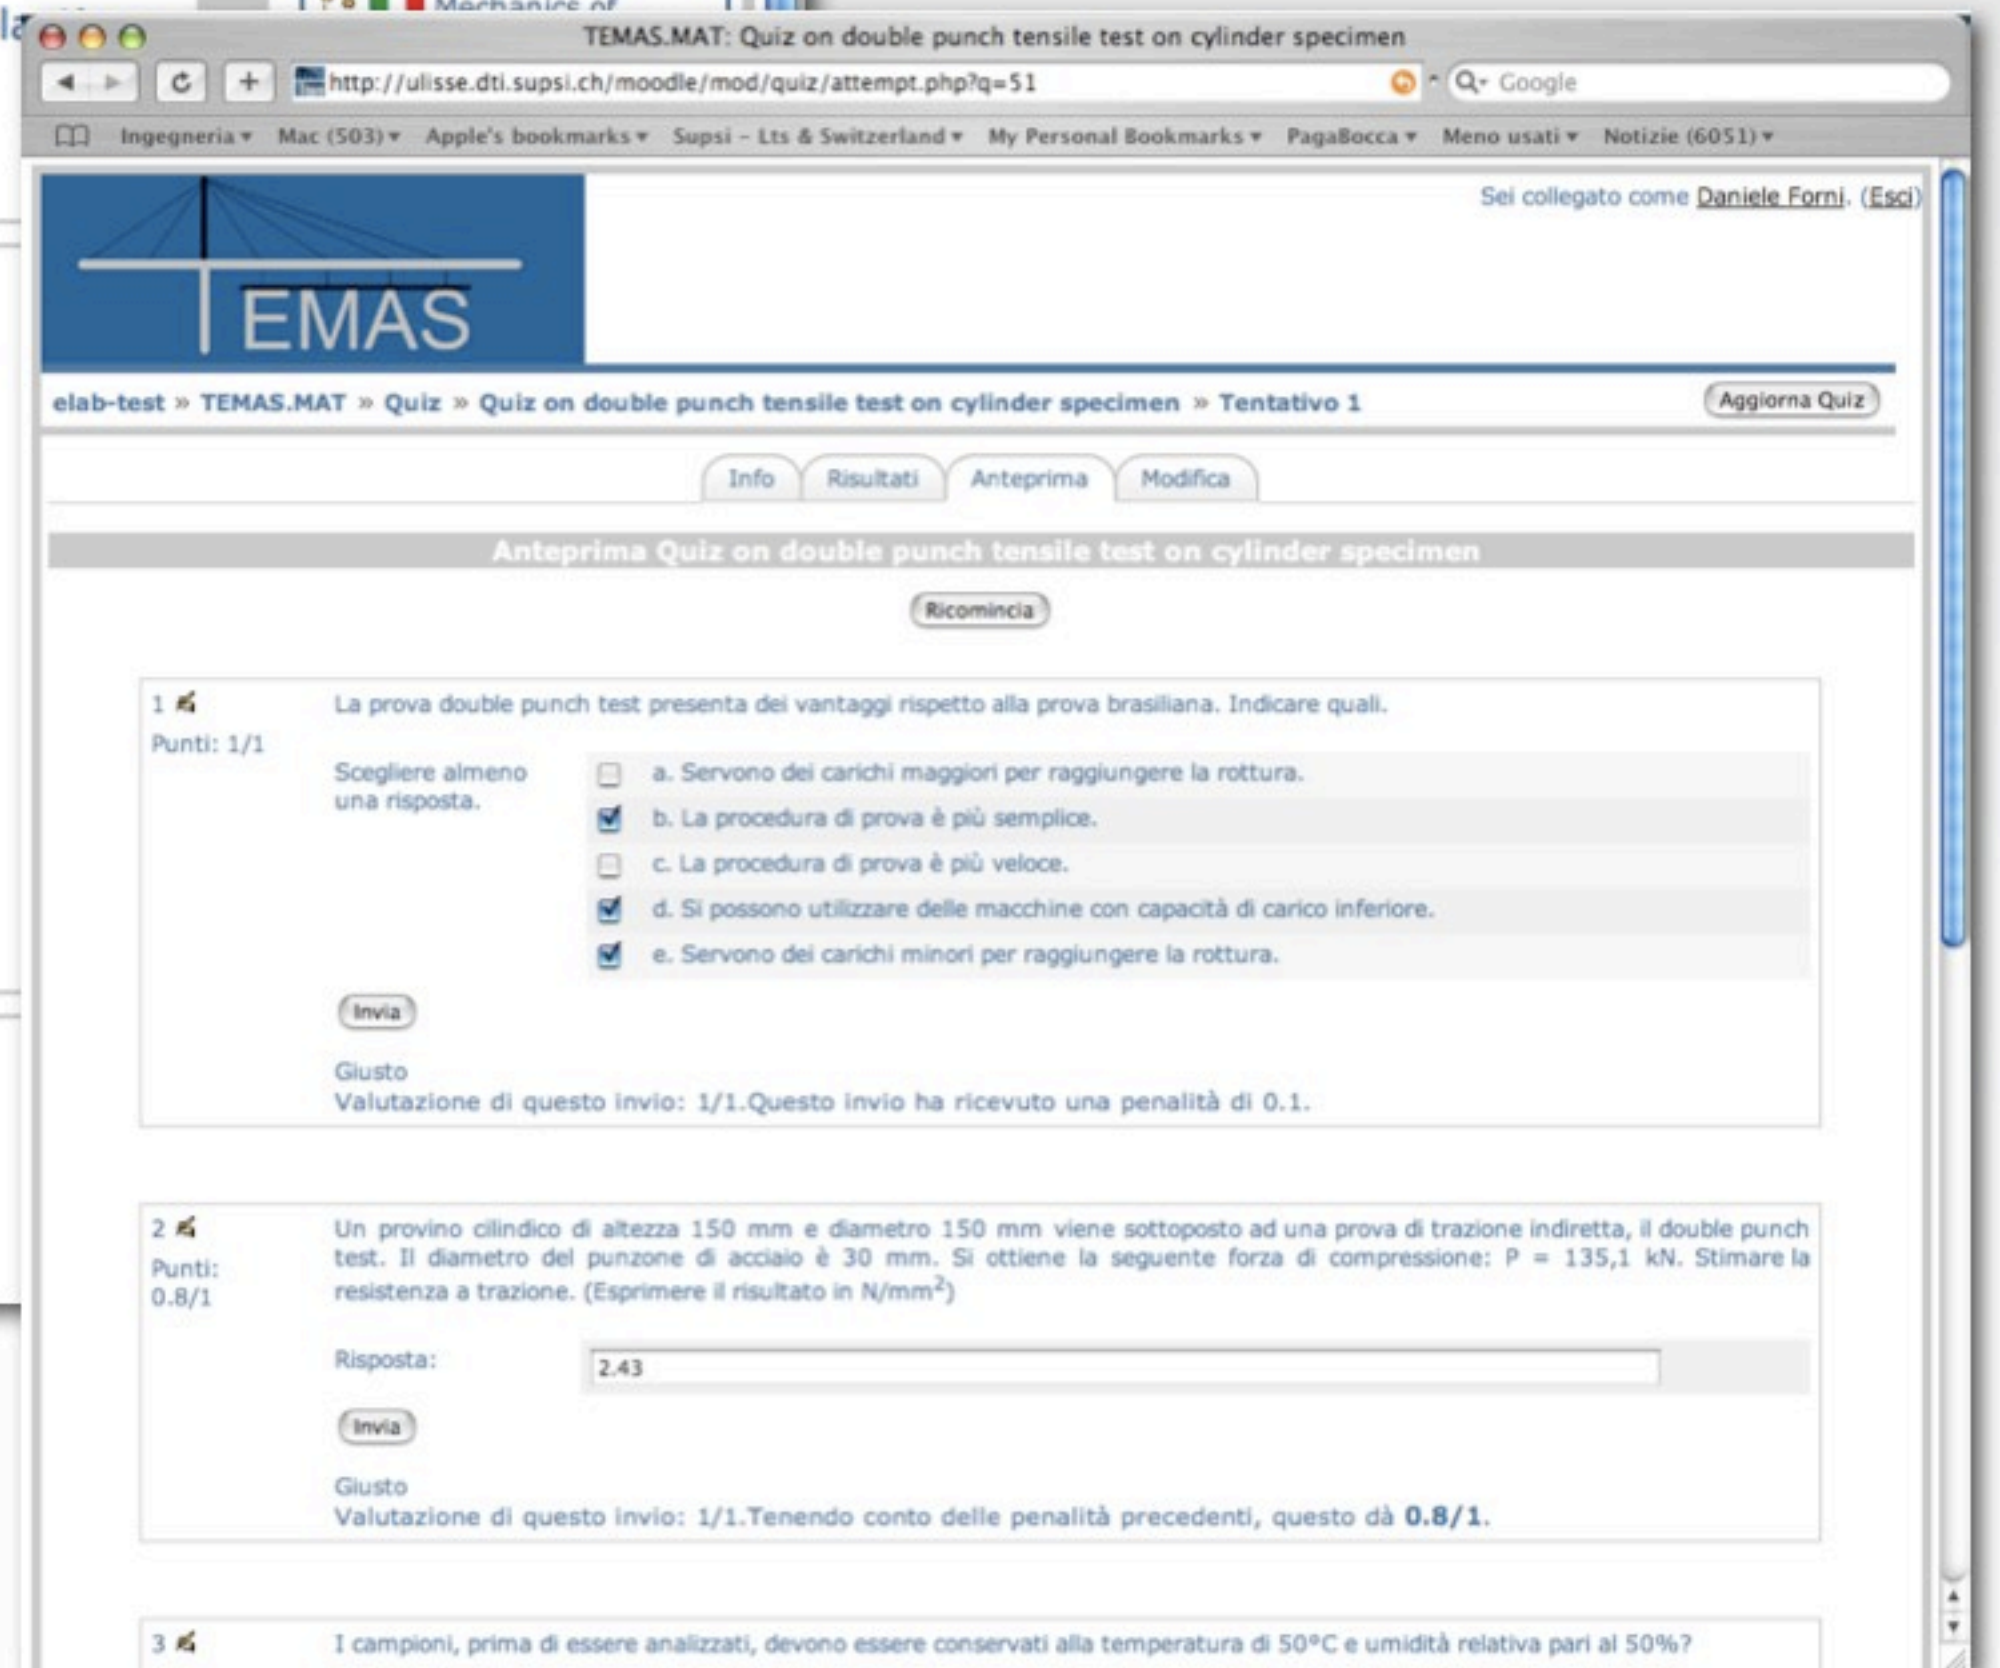 Mechanics of
TEMAS.MAT: Quiz on double punch tensile test on cylinder specimen
http://ulisse.dti.supsi.ch/moodle/mod/quiz/attempt.php?q=51
Google
Ingegneria Mac (503) Apple's bookmarks Supsi – Lts & Switzerland My Personal Bookmarks PagaBocca Meno usati Notizie (6051)
Sei collegato come Daniele Forni. (Esci)
TEMAS
elab-test » TEMAS.MAT » Quiz » Quiz on double punch tensile test on cylinder specimen » Tentativo 1
Aggiorna Quiz
Info Risultati Anteprima Modifica
Anteprima Quiz on double punch tensile test on cylinder specimen
Ricomincia
1 La prova double punch test presenta dei vantaggi rispetto alla prova brasiliana. Indicare quali.
Punti: 1/1
Scegliere almeno
una risposta.
a. Servono dei carichi maggiori per raggiungere la rottura.
b. La procedura di prova è più semplice.
c. La procedura di prova è più veloce.
d. Si possono utilizzare delle macchine con capacità di carico inferiore.
e. Servono dei carichi minori per raggiungere la rottura.
Invia
Giusto
Valutazione di questo invio: 1/1.Questo invio ha ricevuto una penalità di 0.1.
2
Punti:
0.8/1
Un provino cilindico di altezza 150 mm e diametro 150 mm viene sottoposto ad una prova di trazione indiretta, il double punch
test. Il diametro del punzone di acciaio è 30 mm. Si ottiene la seguente forza di compressione: P = 135,1 kN. Stimare la
resistenza a trazione. (Esprimere il risultato in N/mm²)
Risposta: 2.43
Invia
Giusto
Valutazione di questo invio: 1/1.Tenendo conto delle penalità precedenti, questo dà 0.8/1.
3 I campioni, prima di essere analizzati, devono essere conservati alla temperatura di 50°C e umidità relativa pari al 50%?